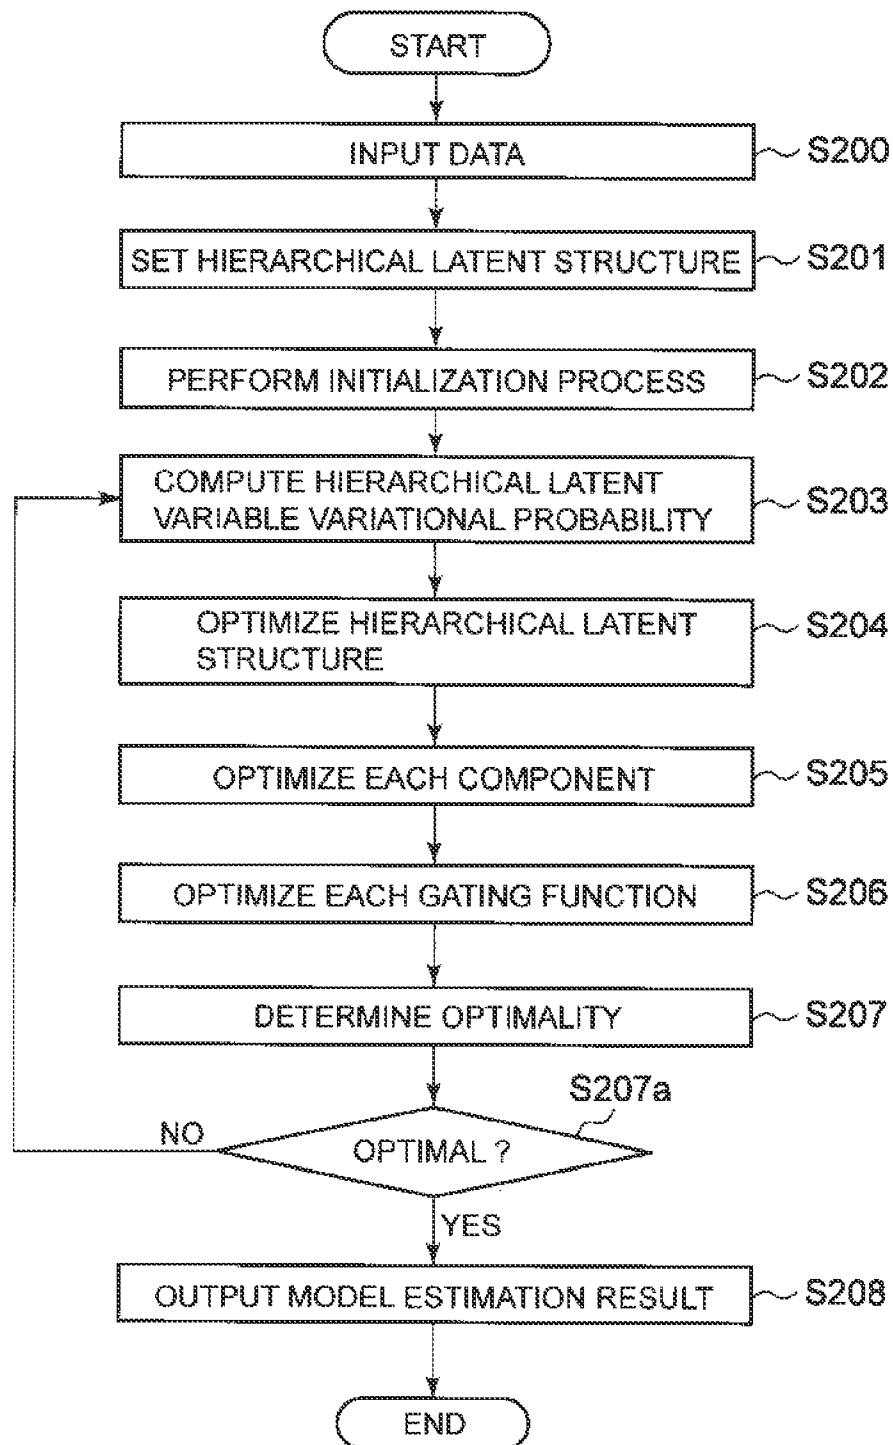 START
INPUT DATA
S200
SET HIERARCHICAL LATENT STRUCTURE
S201
PERFORM INITIALIZATION PROCESS
S202
COMPUTE HIERARCHICAL LATENT
VARIABLE VARIATIONAL PROBABILITY
S203
OPTIMIZE HIERARCHICAL LATENT
STRUCTURE
S204
OPTIMIZE EACH COMPONENT
S205
OPTIMIZE EACH GATING FUNCTION
S206
DETERMINE OPTIMALITY
S207
S207a
NO
OPTIMAL ?
YES
OUTPUT MODEL ESTIMATION RESULT
S208
END